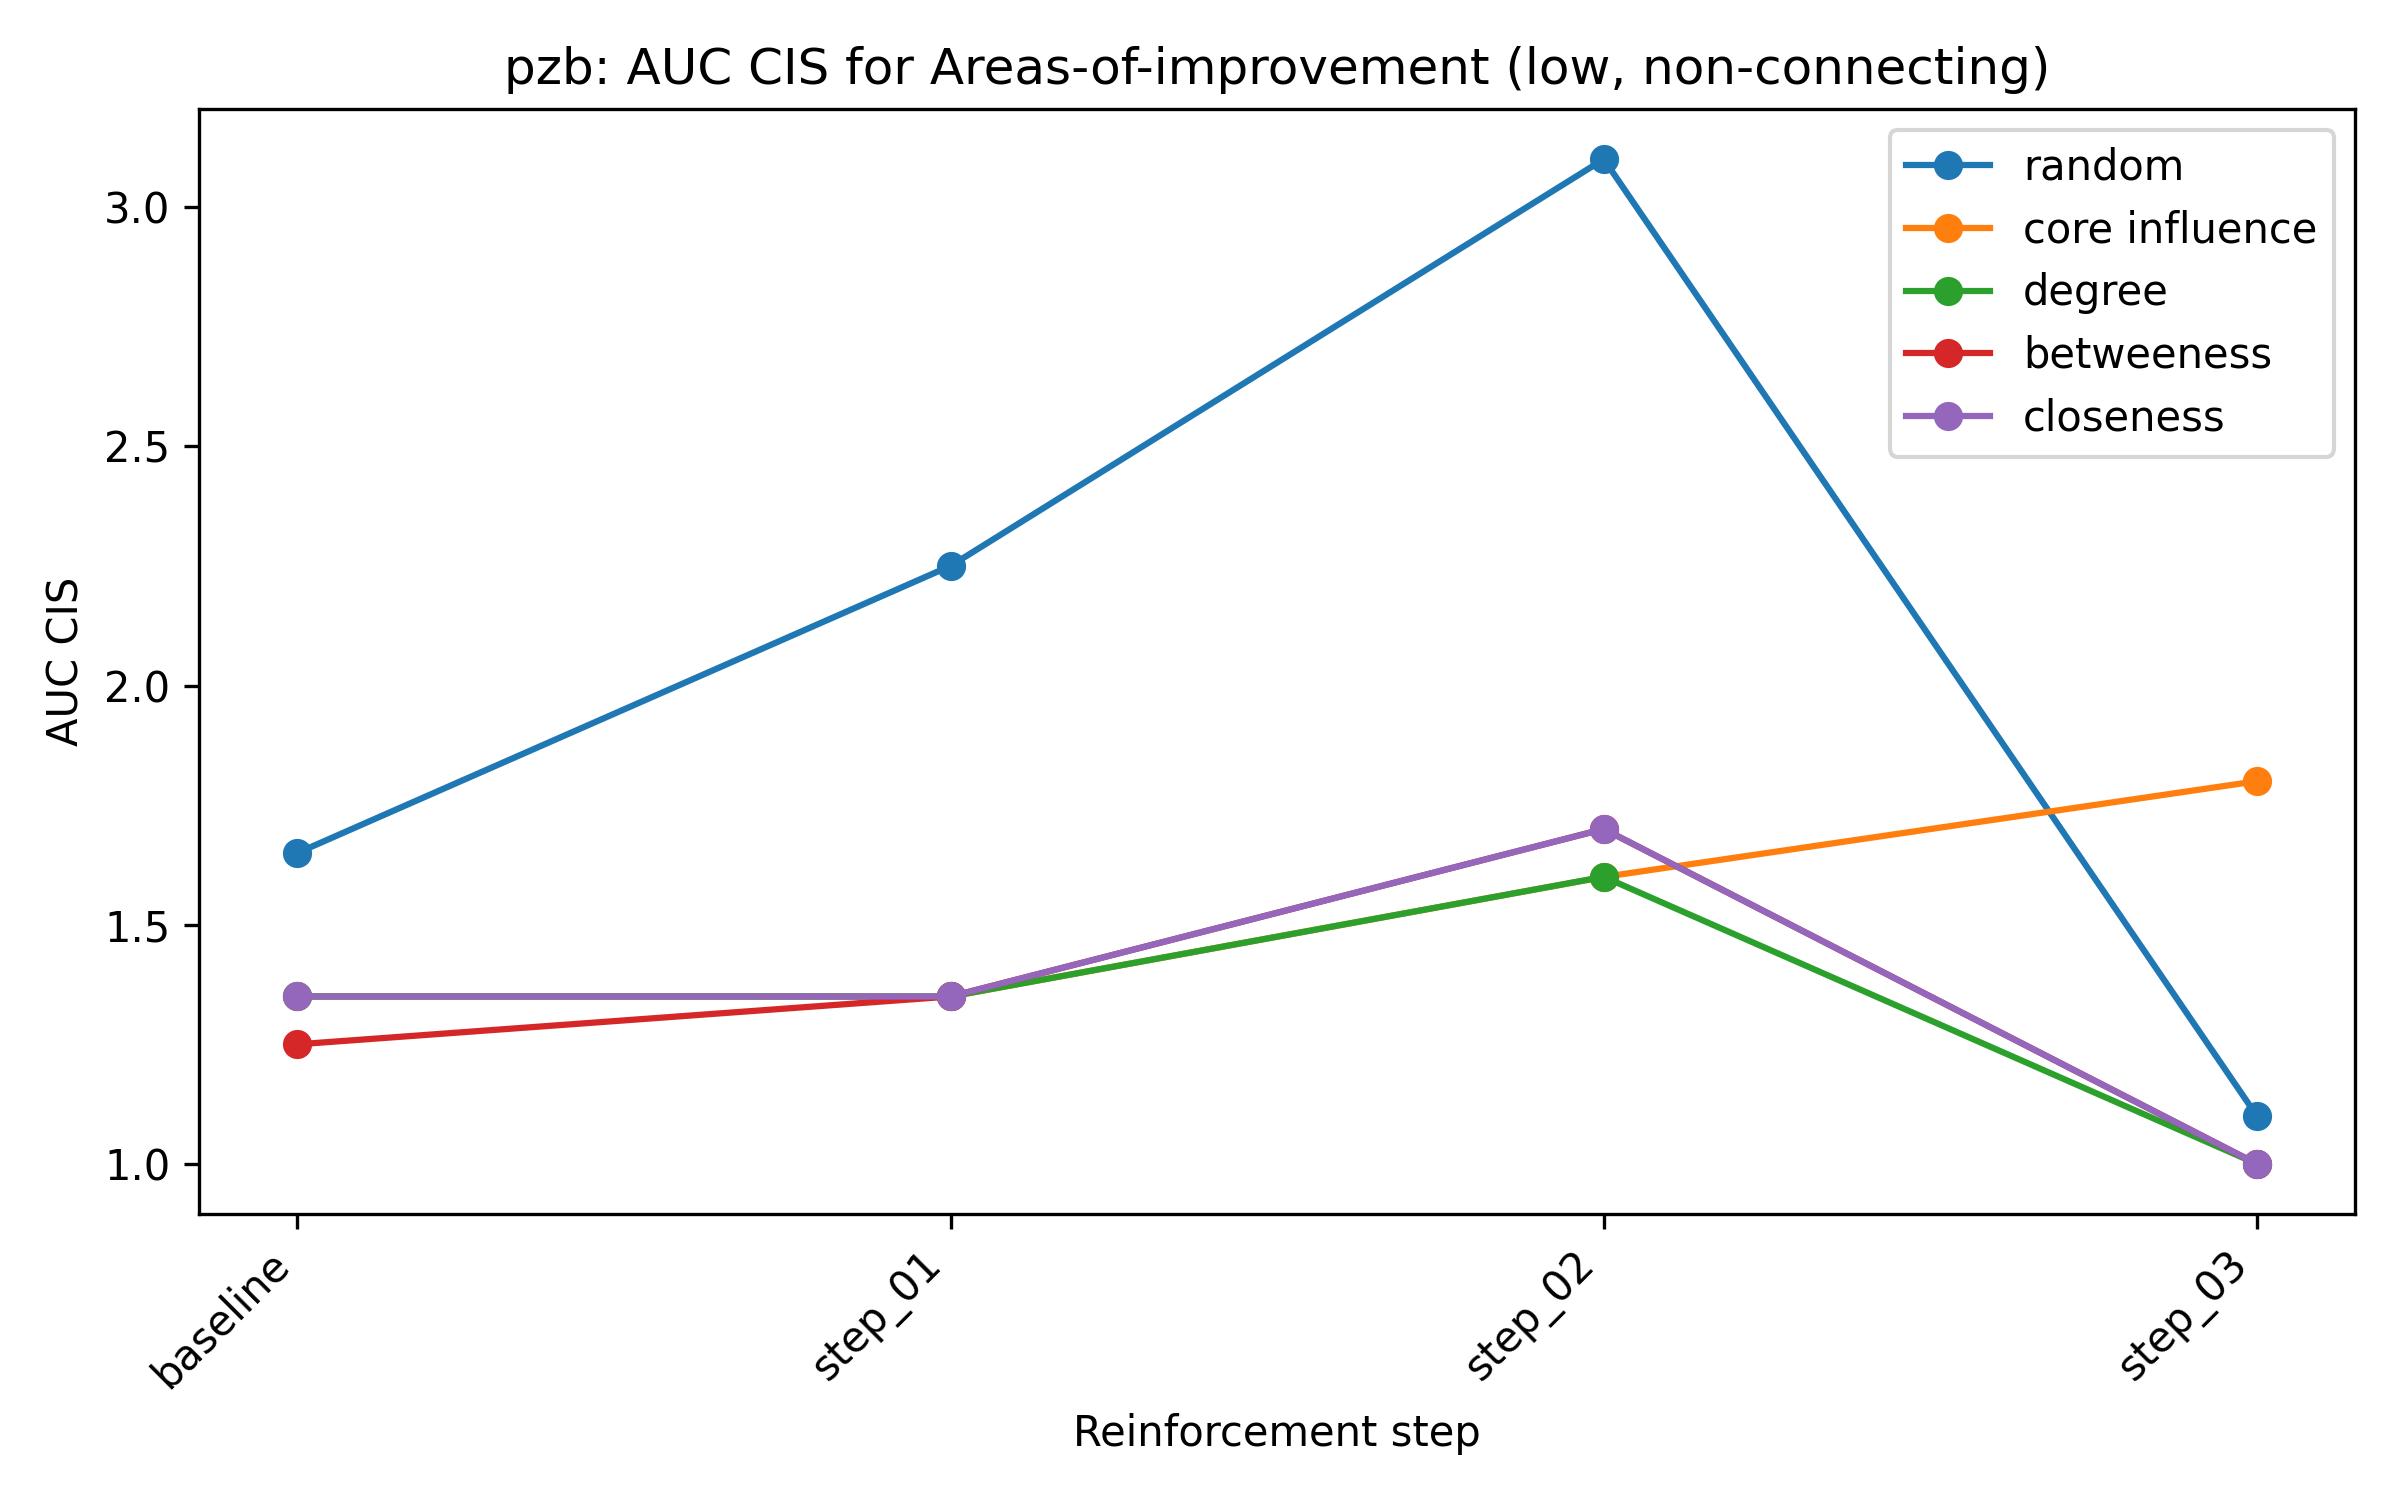 pzb: AUC CIS for Areas-of-improvement (low, non-connecting)
3.0
2.5
2.0
1.5
1.0
AUC CIS
random
core influence
degree
betweeness
closeness
baseline
step_01
step_02
step_03
Reinforcement step